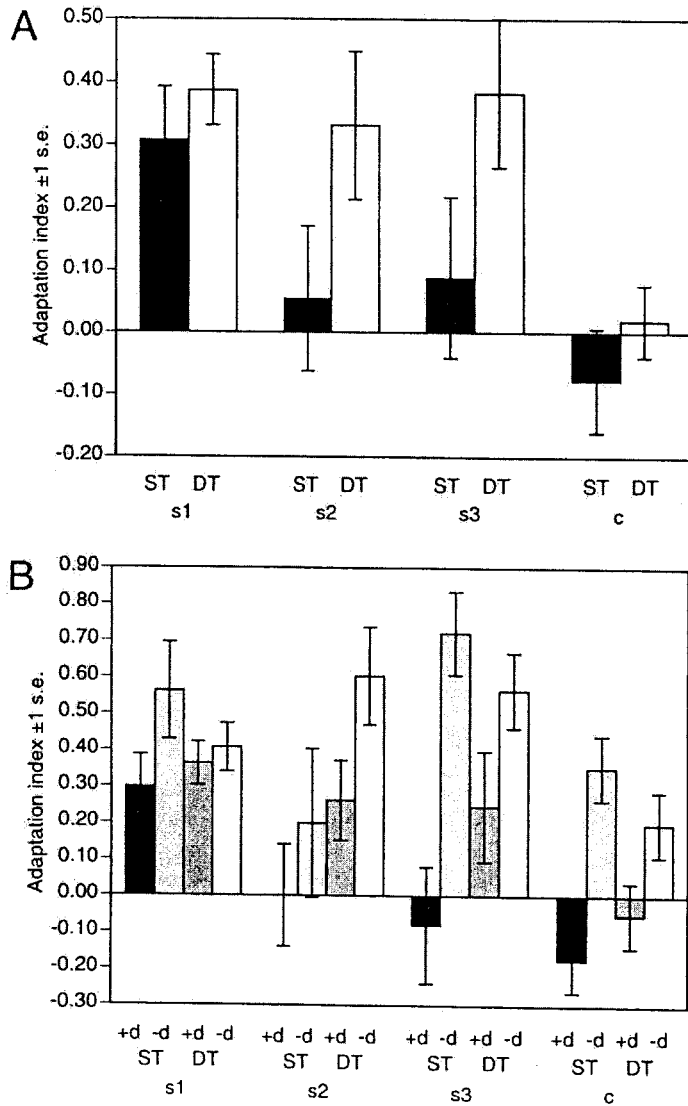 A
Adaptation index ±1 s.e.
0.50
0.40
0.30
0.20
0.10
0.00
-0.10
-0.20
ST DT ST DT ST DT ST DT
s1 s2 s3 c
B
Adaptation index ±1 s.e.
0.90
0.80
0.70
0.60
0.50
0.40
0.30
0.20
0.10
0.00
-0.10
-0.20
-0.30
+d -d +d -d +d -d +d -d +d -d +d -d +d -d +d -d
ST DT ST DT ST DT ST DT
s1 s2 s3 c